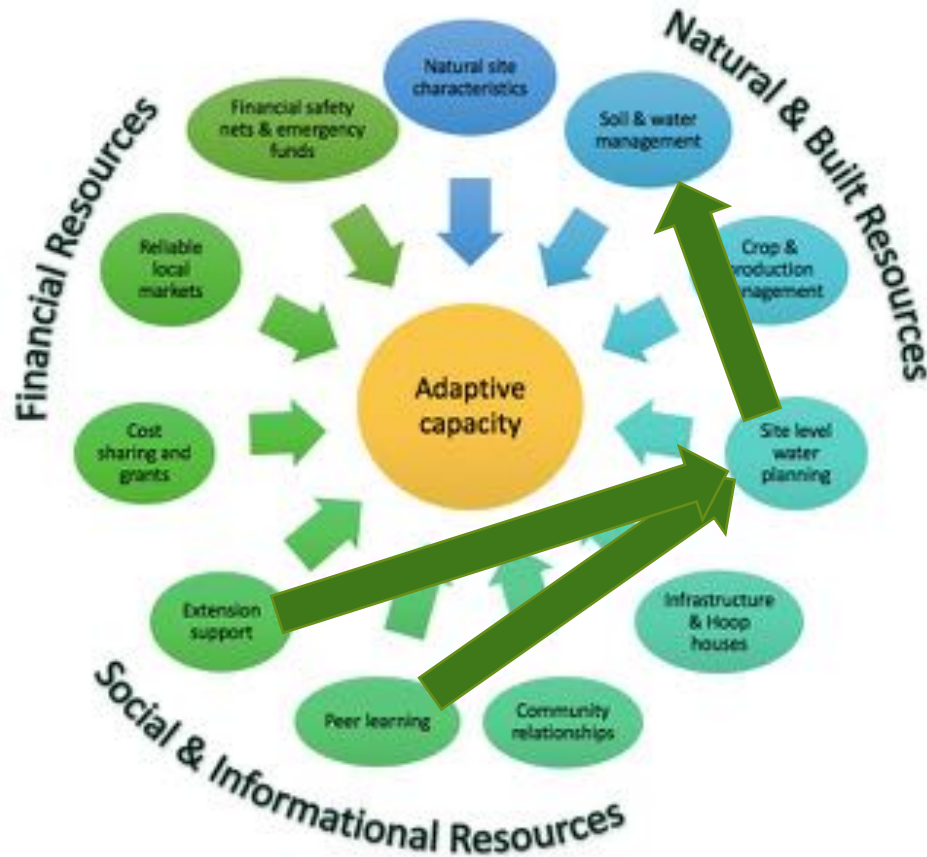 Natural site
characteristics
Financial safety
nets & emergency
funds
Soil & water
management
Natural & Built Resources
Financial Resources
Reliable
local
markets
Crop &
production
management
Adaptive
capacity
Cost
sharing and
grants
Site level
water
planning
Extension
support
Infrastructure
& Hoop
houses
Peer learning
Community
relationships
Social & Informational Resources